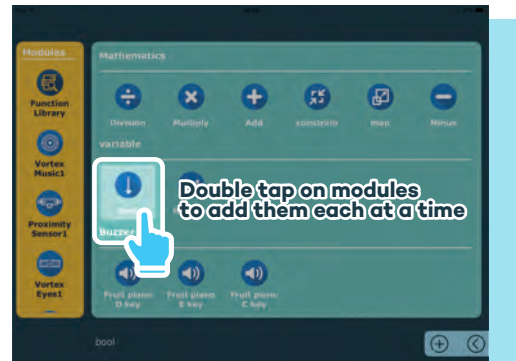 Modules
Mathematics
Function
Library
Division
Multiply
Add
constrain
map
Minus
variable
Vortex
Music1
Double tap on modules
to add them each at a time
Proximity
Sensor1
Buzzer
Vortex
Eyes1
Fruit piano
D key
Fruit piano
E key
Fruit piano
C key
bool